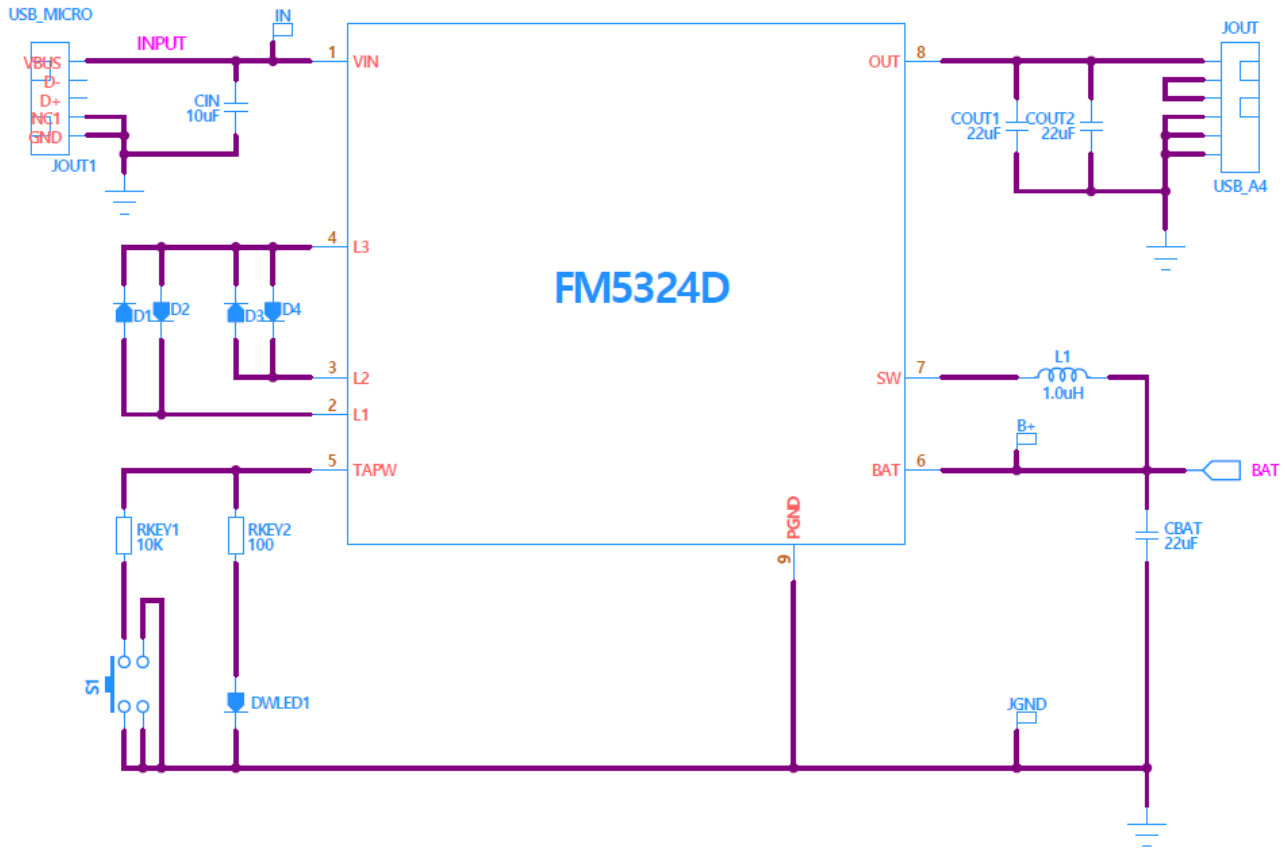 USB_MICRO
IN
JOUT
INPUT
1
VIN
OUT
8
VBUS
D-
D+
NC1
GND
CIN
10uF
COUT1
22uF
COUT2
22uF
JOUT1
USB_A4
4
L3
FM5324D
D1
D2
D3
D4
3
L2
2
L1
SW
7
L1
1.0uH
B+
5
TAPW
BAT
6
BAT
PGND
9
RKEY1
10K
RKEY2
100
CBAT
22uF
S1
DWLED1
JGND